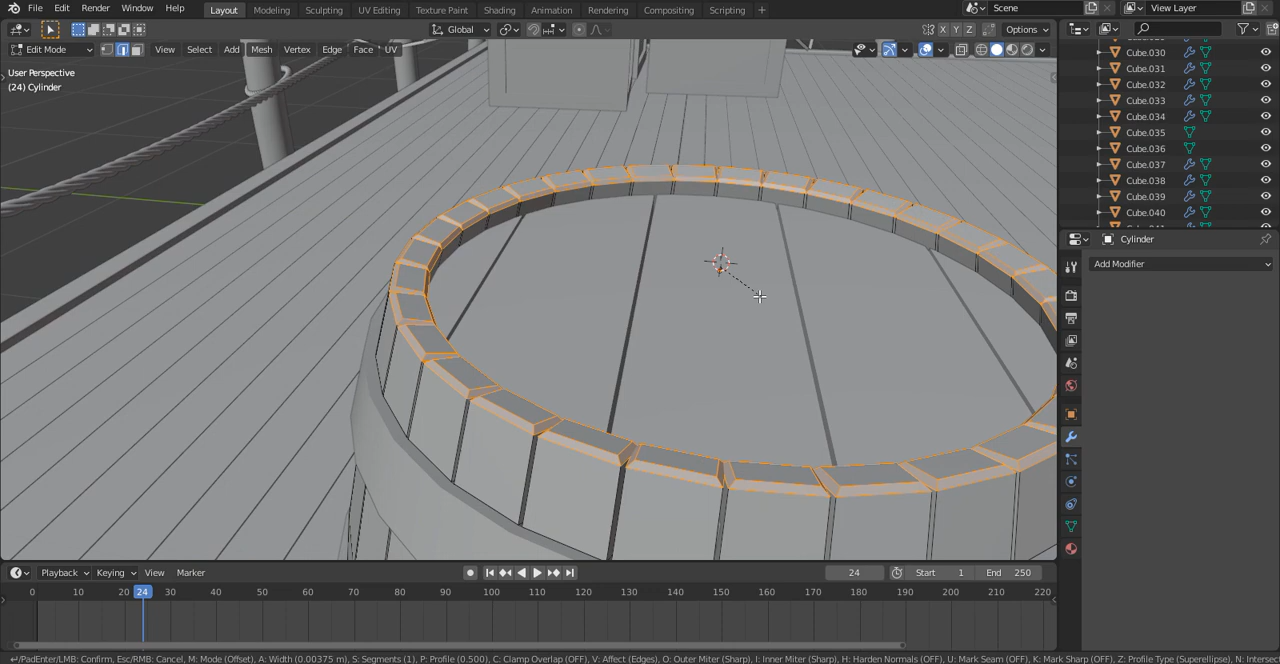 File Edit Render Window Help Layout Modeling Sculpting UV Editing Texture Paint Shading Animation Rendering Compositing Scripting + Scene View Layer
Global Options
Edit Mode View Select Add Mesh Vertex Edge Face UV X Y Z
User Perspective
(24) Cylinder
Cube.030
Cube.031
Cube.032
Cube.033
Cube.034
Cube.035
Cube.036
Cube.037
Cube.038
Cube.039
Cube.040
Cylinder
Add Modifier
Playback Keying View Marker 24 Start 1 End 250
0 10 20 24 30 40 50 60 70 80 90 100 110 120 130 140 150 160 170 180 190 200 210 220
/PadEnter/LMB: Confirm, Esc/RMB: Cancel, M: Mode (Offset), A: Width (0.00375 m), S: Segments (1), P: Profile (0.500), C: Clamp Overlap (OFF), V: Affect (Edges), O: Outer Miter (Sharp), I: Inner Miter (Sharp), H: Harden Normals (OFF), U: Mark Seam (OFF), K: Mark Sharp (OFF), Z: Profile Type (Superellipse), N: Intersec